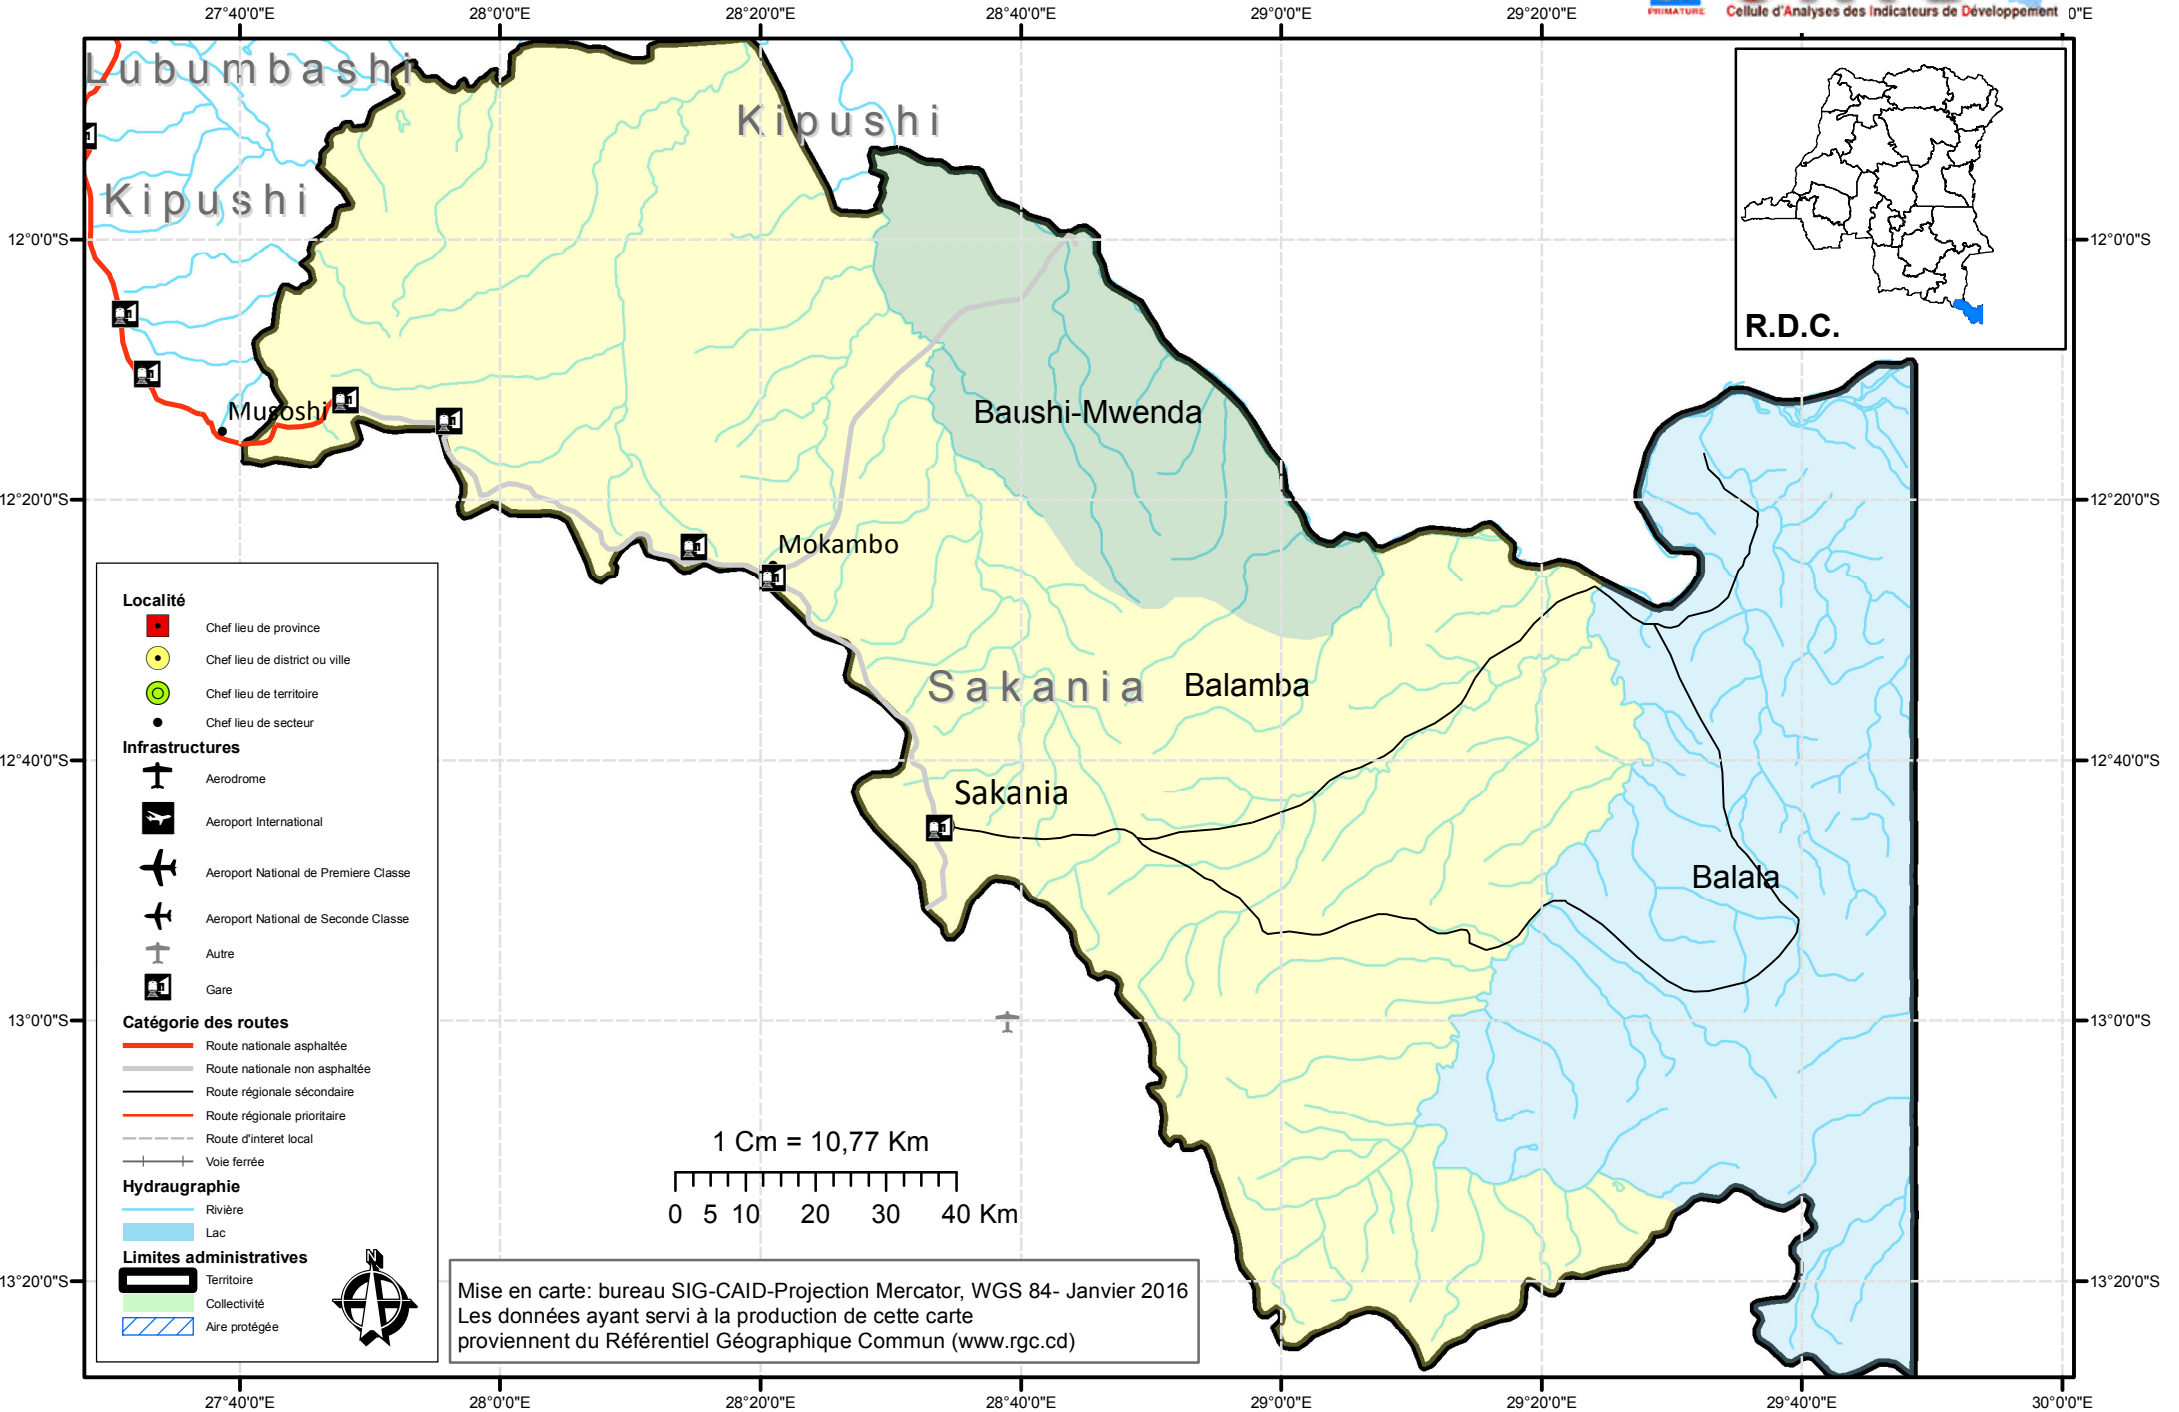 27°40'0"E 28°0'0"E 28°20'0"E 28°40'0"E 29°0'0"E 29°20'0"E 0"E
PRIMATURE Cellule d'Analyses des Indicateurs de Développement
Lubumbashi
Kipushi
Kipushi
12°0'0"S 12°0'0"S
R.D.C.
Musoshi
Baushi-Mwenda
12°20'0"S 12°20'0"S
Mokambo
Sakania
Balamba
12°40'0"S 12°40'0"S
Sakania
Balala
13°0'0"S 13°0'0"S
Localité
Chef lieu de province
Chef lieu de district ou ville
Chef lieu de territoire
Chef lieu de secteur
Infrastructures
Aerodrome
Aeroport International
Aeroport National de Premiere Classe
Aeroport National de Seconde Classe
Autre
Gare
Catégorie des routes
Route nationale asphaltée
Route nationale non asphaltée
Route régionale sécondaire
Route régionale prioritaire
Route d'interet local
Voie ferrée
Hydraugraphie
Rivière
Lac
Limites administratives
Territoire
Collectivité
Aire protégée
N
1 Cm = 10,77 Km
0 5 10 20 30 40 Km
13°20'0"S 13°20'0"S
Mise en carte: bureau SIG-CAID-Projection Mercator, WGS 84- Janvier 2016
Les données ayant servi à la production de cette carte
proviennent du Référentiel Géographique Commun (www.rgc.cd)
27°40'0"E 28°0'0"E 28°20'0"E 28°40'0"E 29°0'0"E 29°20'0"E 29°40'0"E 30°0'0"E